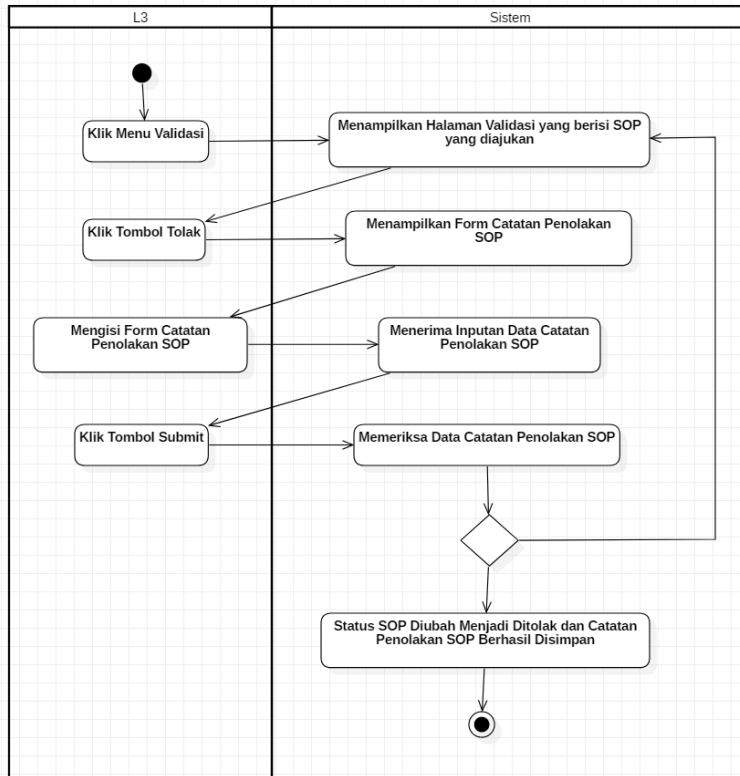 L3
Sistem
Klik Menu Validasi
Menampilkan Halaman Validasi yang berisi SOP
yang diajukan
Klik Tombol Tolak
Menampilkan Form Catatan Penolakan
SOP
Mengisi Form Catatan
Penolakan SOP
Menerima Inputan Data Catatan
Penolakan SOP
Klik Tombol Submit
Memeriksa Data Catatan Penolakan SOP
Status SOP Diubah Menjadi Ditolak dan Catatan
Penolakan SOP Berhasil Disimpan